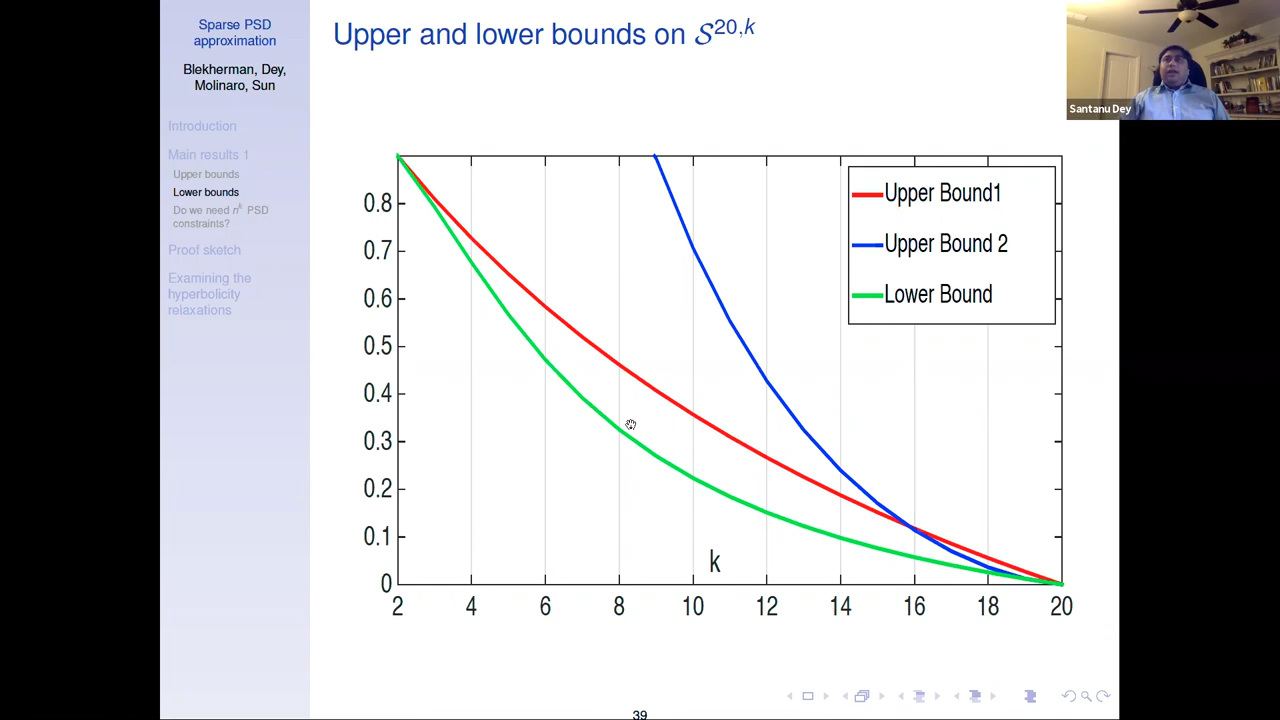 Sparse PSD
approximation
Blekherman, Dey,
Molinaro, Sun
Introduction
Main results 1
Upper bounds
Lower bounds
Do we need n^k PSD
constraints?
Proof sketch
Examining the
hyperbolicity
relaxations
Upper and lower bounds on 𝒮^{20,k}
Santanu Dey
0.8
0.7
0.6
0.5
0.4
0.3
0.2
0.1
0
2 4 6 8 10 12 14 16 18 20
k
Upper Bound1
Upper Bound 2
Lower Bound
39